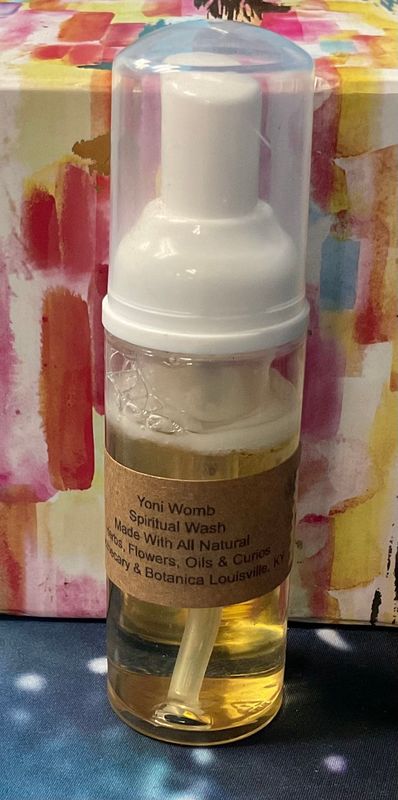 Yoni Womb
Spiritual Wash
Made With All Natural
Flowers, Oils & Curios
& Botanica Louisville, KY